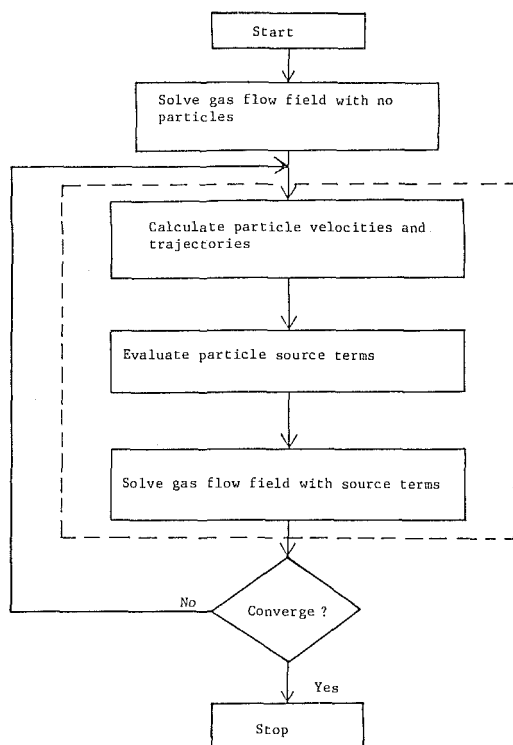 Start
Solve gas flow field with no
particles
Calculate particle velocities and
trajectories
Evaluate particle source terms
Solve gas flow field with source terms
Converge ?
No
Yes
Stop